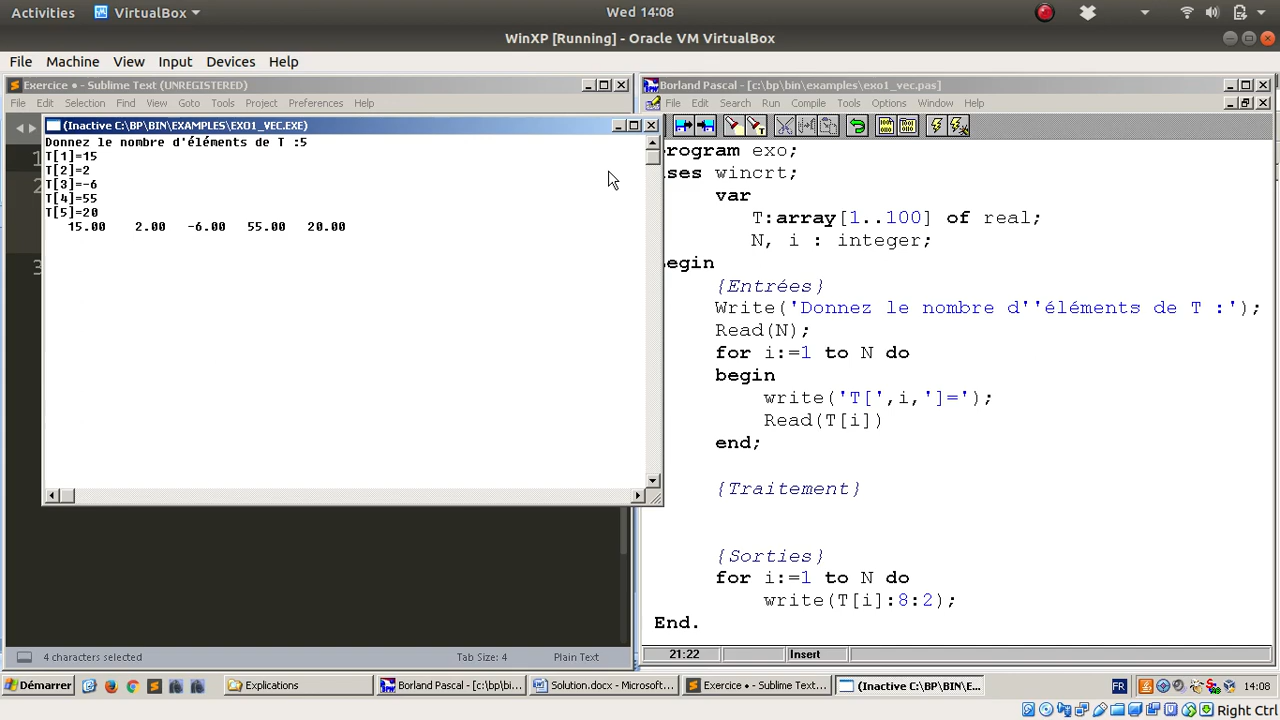 Activities VirtualBox Wed 14:08
WinXP [Running] - Oracle VM VirtualBox
File Machine View Input Devices Help
Exercice • - Sublime Text (UNREGISTERED)
File Edit Selection Find View Goto Tools Project Preferences Help
(Inactive C:\BP\BIN\EXAMPLES\EXO1_VEC.EXE)
Donnez le nombre d'éléments de T :5
T[1]=15
T[2]=2
T[3]=-6
T[4]=55
T[5]=20
15.00 2.00 -6.00 55.00 20.00
1
2
3
4 characters selected Tab Size: 4 Plain Text
Borland Pascal - [c:\bp\bin\examples\exo1_vec.pas]
File Edit Search Run Compile Tools Options Window Help
program exo;
uses wincrt;
var
T:array[1..100] of real;
N, i : integer;
Begin
{Entrées}
Write('Donnez le nombre d''éléments de T :');
Read(N);
for i:=1 to N do
begin
write('T[',i,']=');
Read(T[i])
end;
{Traitement}
{Sorties}
for i:=1 to N do
write(T[i]:8:2);
End.
21:22 Insert
Démarrer Explications Borland Pascal - [c:\bp\bi... Solution.docx - Microsoft... Exercice • - Sublime Text... (Inactive C:\BP\BIN\E... FR 14:08
Right Ctrl